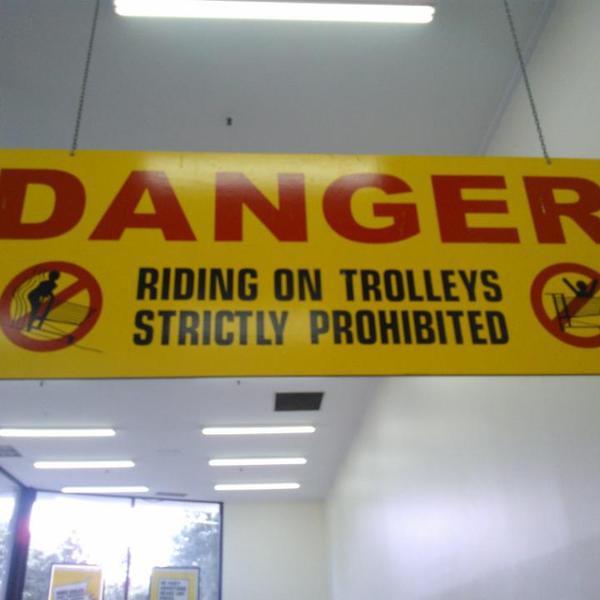 DANGER
RIDING ON TROLLEYS
STRICTLY PROHIBITED